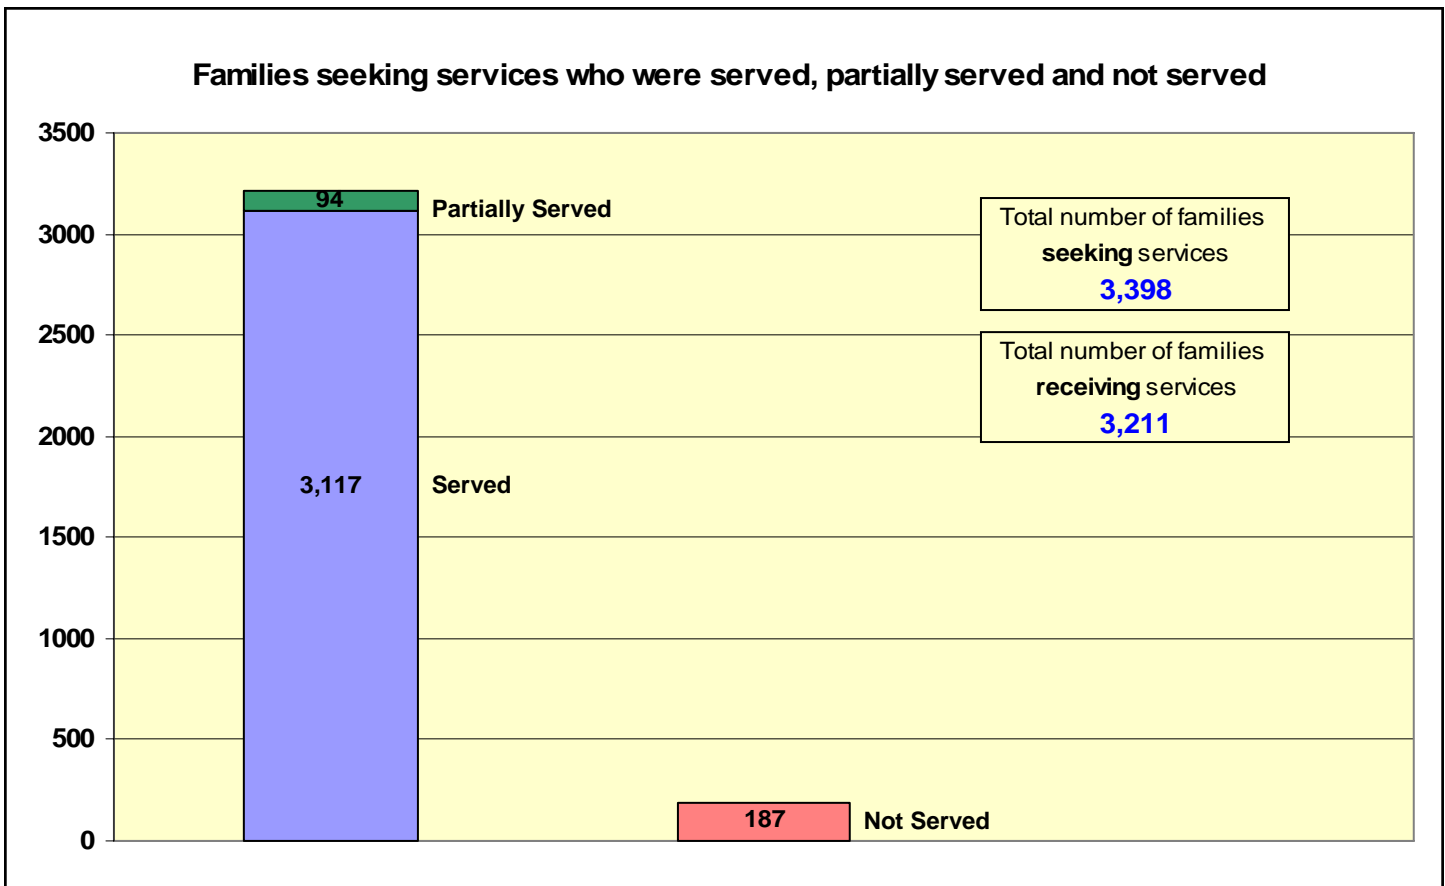 Families seeking services who were served, partially served and not served
3500
3000
2500
2000
1500
1000
500
0
94
Partially Served
3,117
Served
187
Not Served
Total number of families
seeking services
3,398
Total number of families
receiving services
3,211